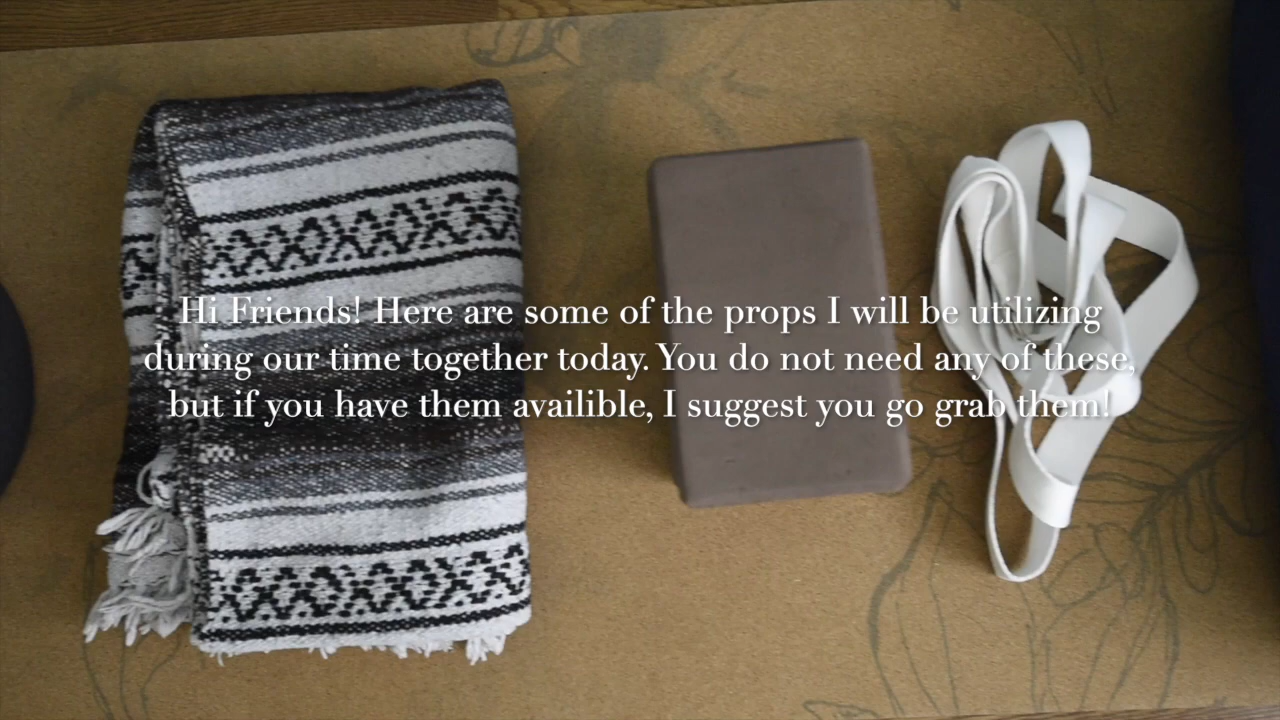 Hi Friends! Here are some of the props I will be utilizing
during our time together today. You do not need any of these,
but if you have them availible, I suggest you go grab them!